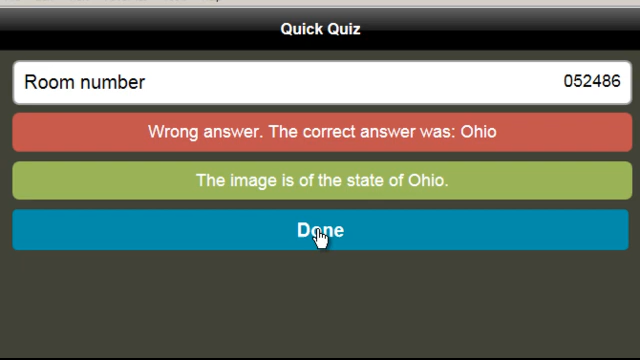 Quick Quiz
Room number 052486
Wrong answer. The correct answer was: Ohio
The image is of the state of Ohio.
Done